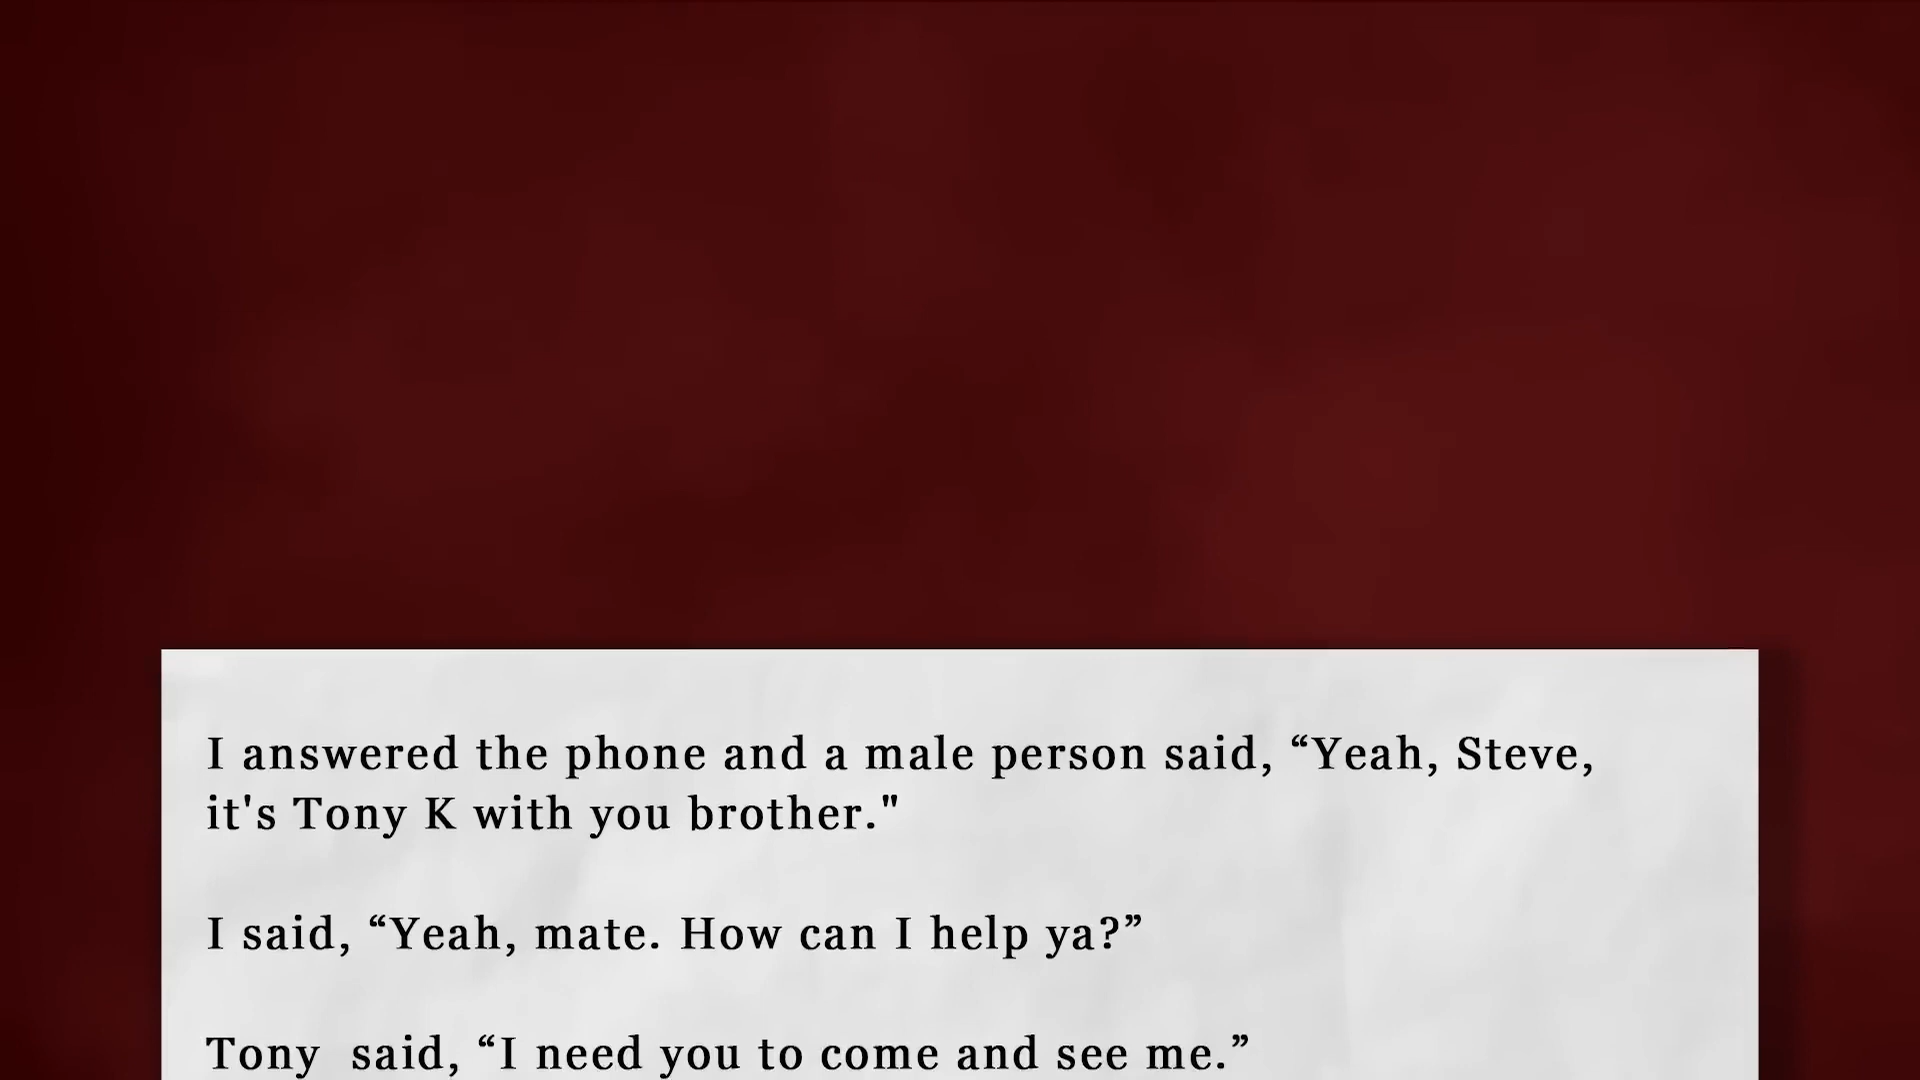 I answered the phone and a male person said, “Yeah, Steve,
it's Tony K with you brother."
I said, “Yeah, mate. How can I help ya?”
Tony  said, “I need you to come and see me.”